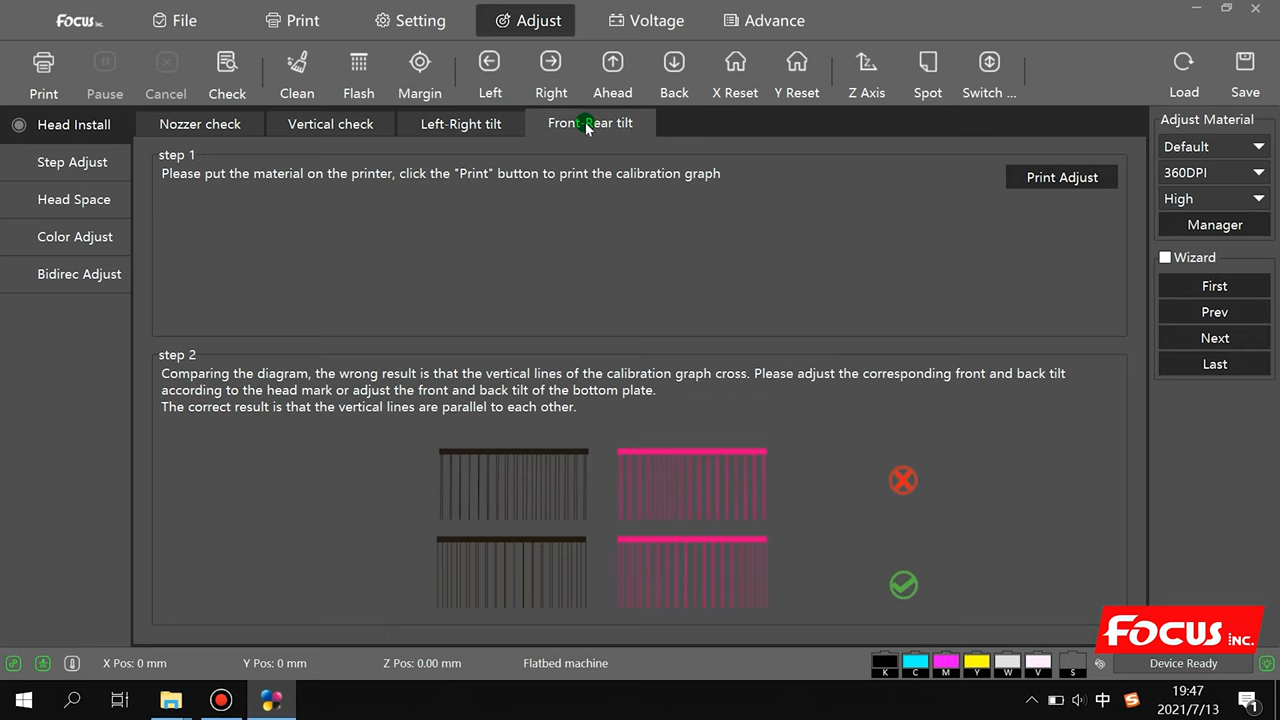 FOCUS INC.
File
Print
Setting
Adjust
Voltage
Advance
Print
Pause
Cancel
Check
Clean
Flash
Margin
Left
Right
Ahead
Back
X Reset
Y Reset
Z Axis
Spot
Switch ...
Load
Save
Head Install
Step Adjust
Head Space
Color Adjust
Bidirec Adjust
Nozzer check
Vertical check
Left-Right tilt
Front-Rear tilt
step 1
Please put the material on the printer, click the "Print" button to print the calibration graph
Print Adjust
step 2
Comparing the diagram, the wrong result is that the vertical lines of the calibration graph cross. Please adjust the corresponding front and back tilt
according to the head mark or adjust the front and back tilt of the bottom plate.
The correct result is that the vertical lines are parallel to each other.
Adjust Material
Default
360DPI
High
Manager
Wizard
First
Prev
Next
Last
FOCUS INC.
X Pos: 0 mm
Y Pos: 0 mm
Z Pos: 0.00 mm
Flatbed machine
K
C
M
Y
W
V
S
Device Ready
中
S
19:47
2021/7/13
1